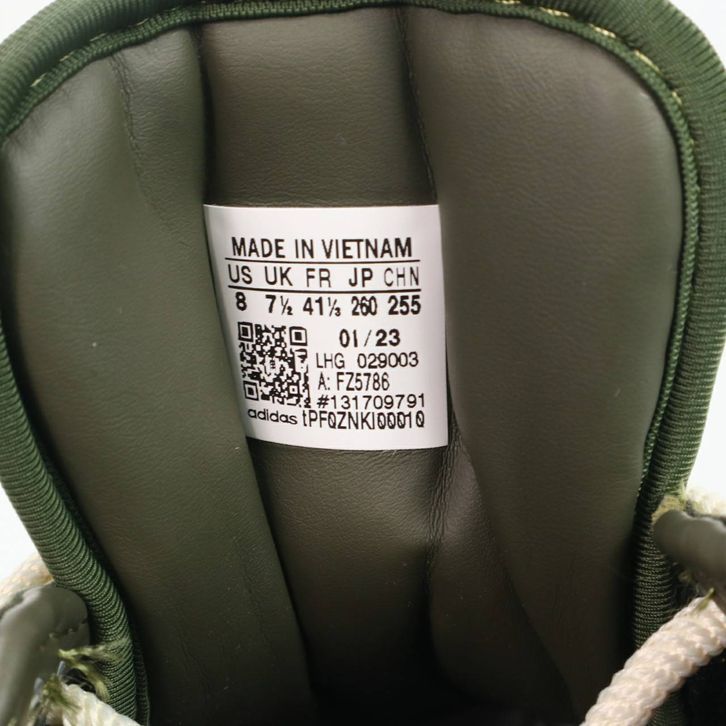 MADE IN VIETNAM
US UK FR JP CHN
8 7½ 41⅓ 260 255
01/23
LHG 029003
A: FZ5786
#131709791
adidas tPF0ZNKI00010